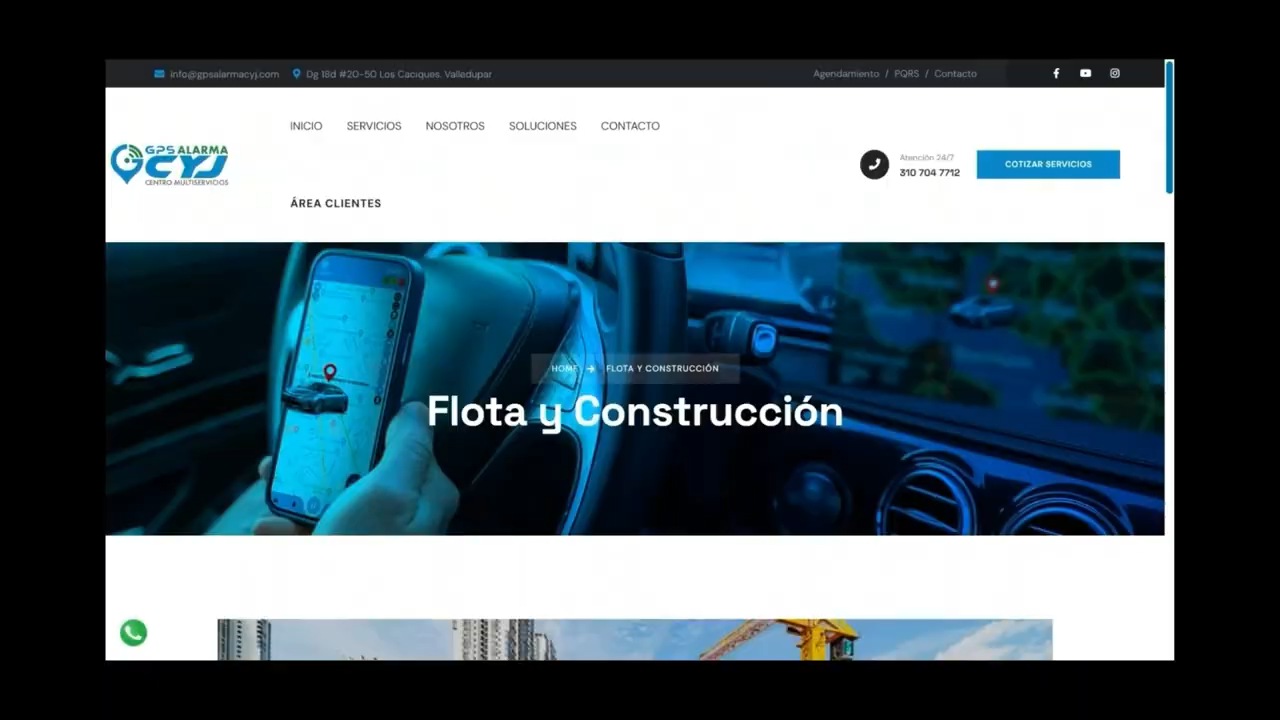 info@gpsalarmacyj.com Dg 18d #20-50 Los Caciques. Valledupar Agendamiento / PQRS / Contacto
INICIO SERVICIOS NOSOTROS SOLUCIONES CONTACTO
GPS ALARMA
CYJ
CENTRO MULTISERVICIOS
Atención 24/7
310 704 7712
COTIZAR SERVICIOS
ÁREA CLIENTES
HOME → FLOTA Y CONSTRUCCIÓN
Flota y Construcción